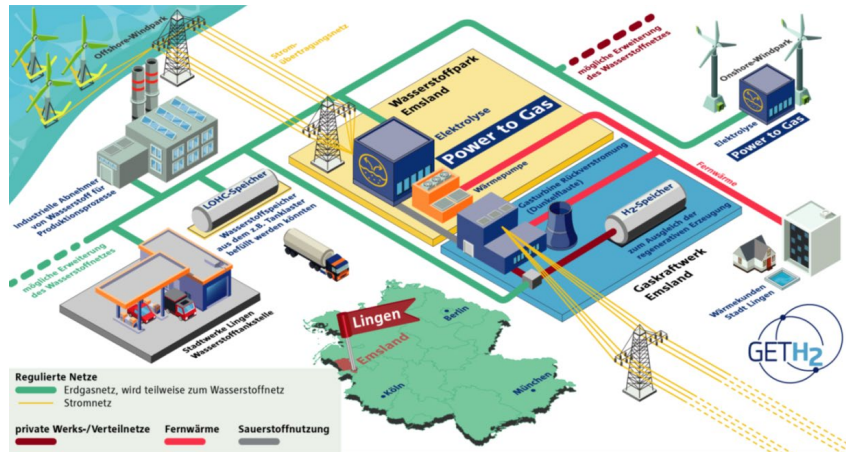 Offshore-Windpark
Strom-
übertragungsnetz
mögliche Erweiterung
des Wasserstoffnetzes
Onshore-Windpark
Wasserstoffpark
Emsland
Elektrolyse
Power to Gas
Elektrolyse
Power to Gas
Industrielle Abnehmer
von Wasserstoff für
Produktionsprozesse
LOHC-Speicher
Wasserstoffspeicher
aus dem z.B. Tanklaster
befüllt werden könnten
Wärmepumpe
Gasturbine Rückverstromung
(Dunkelflaute)
Fernwärme
H2-Speicher
zum Ausgleich der
regenerativen Erzeugung
Gaskraftwerk
Emsland
mögliche Erweiterung
des Wasserstoffnetzes
Stadtwerke Lingen
Wasserstofftankstelle
Wärmekunden
Stadt Lingen
Lingen
Emsland
Berlin
Köln
München
GETH2
Regulierte Netze
Erdgasnetz, wird teilweise zum Wasserstoffnetz
Stromnetz
private Werks-/Verteilnetze
Fernwärme
Sauerstoffnutzung